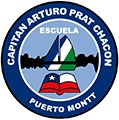 CAPITAN ARTURO PRAT CHACON
ESCUELA
PUERTO MONTT